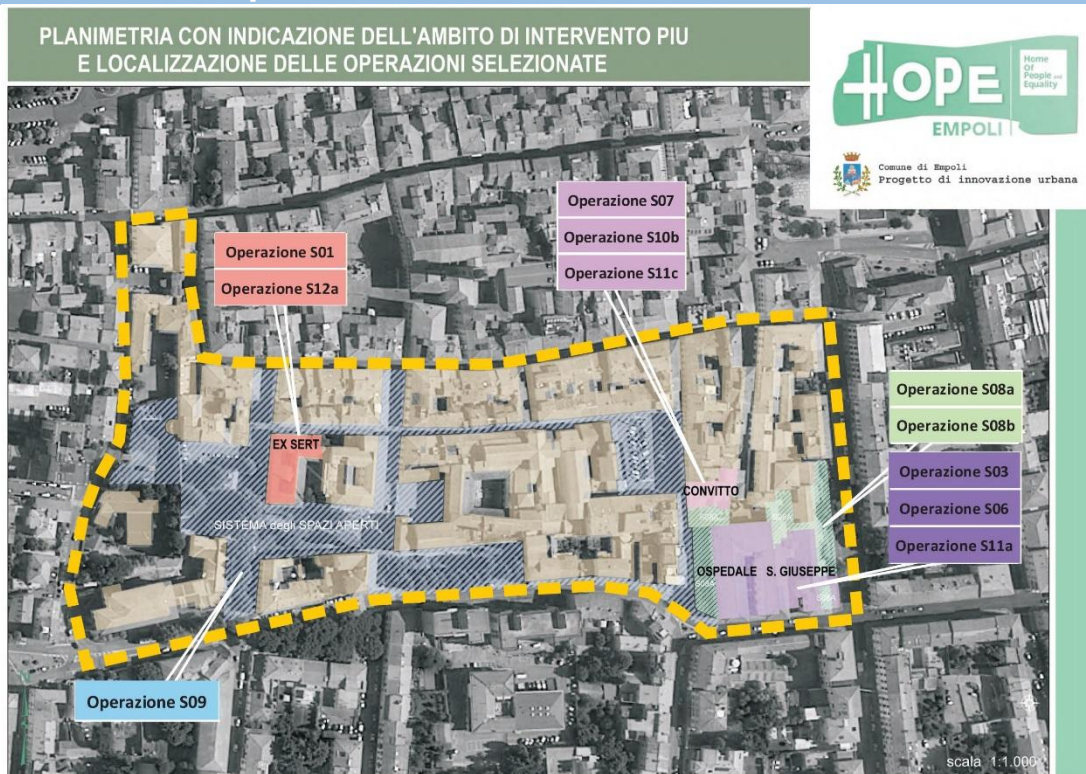 PLANIMETRIA CON INDICAZIONE DELL'AMBITO DI INTERVENTO PIU
E LOCALIZZAZIONE DELLE OPERAZIONI SELEZIONATE
HOPE
Home
Of
People and
Equality
EMPOLI
Comune di Empoli
Progetto di innovazione urbana
Operazione S07
Operazione S10b
Operazione S11c
Operazione S01
Operazione S12a
Operazione S08a
Operazione S08b
Operazione S03
Operazione S06
Operazione S11a
EX SERT
CONVITTO
SISTEMA degli SPAZI APERTI
OSPEDALE S. GIUSEPPE
Operazione S09
scala 1:1.000